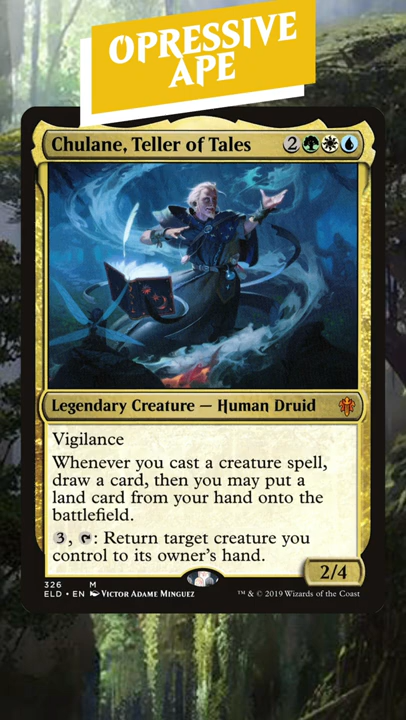 OPRESSIVE
APE
Chulane, Teller of Tales 2
Legendary Creature — Human Druid
Vigilance
Whenever you cast a creature spell,
draw a card, then you may put a
land card from your hand onto the
battlefield.
3, : Return target creature you
control to its owner's hand.
2/4
326 M
ELD • EN Victor Adame Minguez
™ & © 2019 Wizards of the Coast